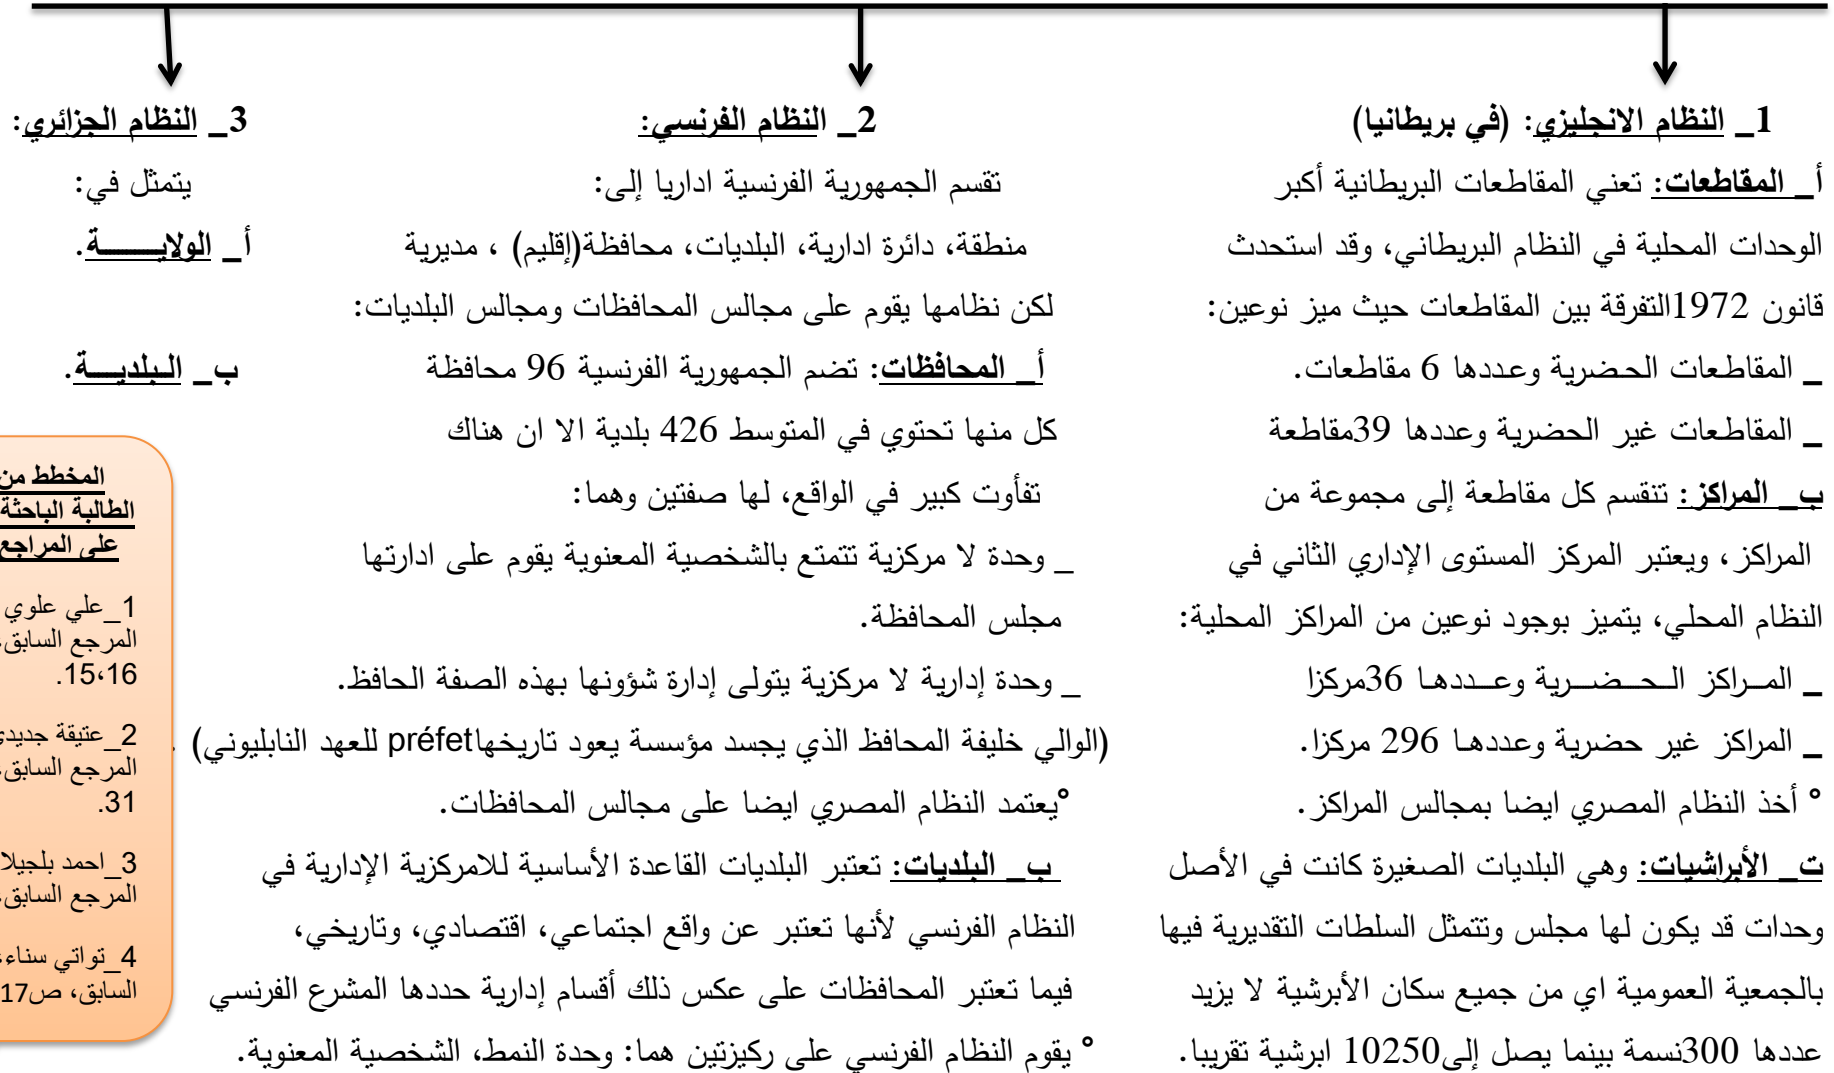 1_ النظام الانجليزي: (في بريطانيا)
أ_ المقاطعات: تعني المقاطعات البريطانية أكبر
الوحدات المحلية في النظام البريطاني، وقد استحدث
قانون 1972التفرقة بين المقاطعات حيث ميز نوعين:
_ المقاطعات الحضرية وعددها 6 مقاطعات.
_ المقاطعات غير الحضرية وعددها 39مقاطعة
ب_ المراكز: تنقسم كل مقاطعة إلى مجموعة من
المراكز، ويعتبر المركز المستوى الإداري الثاني في
النظام المحلي، يتميز بوجود نوعين من المراكز المحلية:
_ المــراكز الـحــضــرية وعــددهـا 36مركزا
_ المراكز غير حضرية وعددهـا 296 مركزا.
° أخذ النظام المصري ايضا بمجالس المراكز.
ت_ الأبراشيات: وهي البلديات الصغيرة كانت في الأصل
وحدات قد يكون لها مجلس وتتمثل السلطات التقديرية فيها
بالجمعية العمومية اي من جميع سكان الأبرشية لا يزيد
عددها 300نسمة بينما يصل إلى10250 ابرشية تقريبا.
2_ النظام الفرنسي:
تقسم الجمهورية الفرنسية اداريا إلى:
منطقة، دائرة ادارية، البلديات، محافظة(إقليم) ، مديرية
لكن نظامها يقوم على مجالس المحافظات ومجالس البلديات:
أ_ المحافظات: تضم الجمهورية الفرنسية 96 محافظة
كل منها تحتوي في المتوسط 426 بلدية الا ان هناك
تفأوت كبير في الواقع، لها صفتين وهما:
_ وحدة لا مركزية تتمتع بالشخصية المعنوية يقوم على ادارتها
مجلس المحافظة.
_ وحدة إدارية لا مركزية يتولى إدارة شؤونها بهذه الصفة الحافظ.
(الوالي خليفة المحافظ الذي يجسد مؤسسة يعود تاريخهاpréfet للعهد النابليوني) .
°يعتمد النظام المصري ايضا على مجالس المحافظات.
ب_ البلديات: تعتبر البلديات القاعدة الأساسية للامركزية الإدارية في
النظام الفرنسي لأنها تعتبر عن واقع اجتماعي، اقتصادي، وتاريخي،
فيما تعتبر المحافظات على عكس ذلك أقسام إدارية حددها المشرع الفرنسي
° يقوم النظام الفرنسي على ركيزتين هما: وحدة النمط، الشخصية المعنوية.
3_ النظام الجزائري:
يتمثل في:
أ_ الولايـــــــة.
ب_ البلديــــة.
المخطط من
الطالبة الباحثة
على المراجع
1_علي علوي
المرجع السابق،
15،16.
2_عتيقة جديدي
المرجع السابق،
31.
3_احمد بلجيلا
المرجع السابق،
4_تواتي سناء،
السابق، ص17